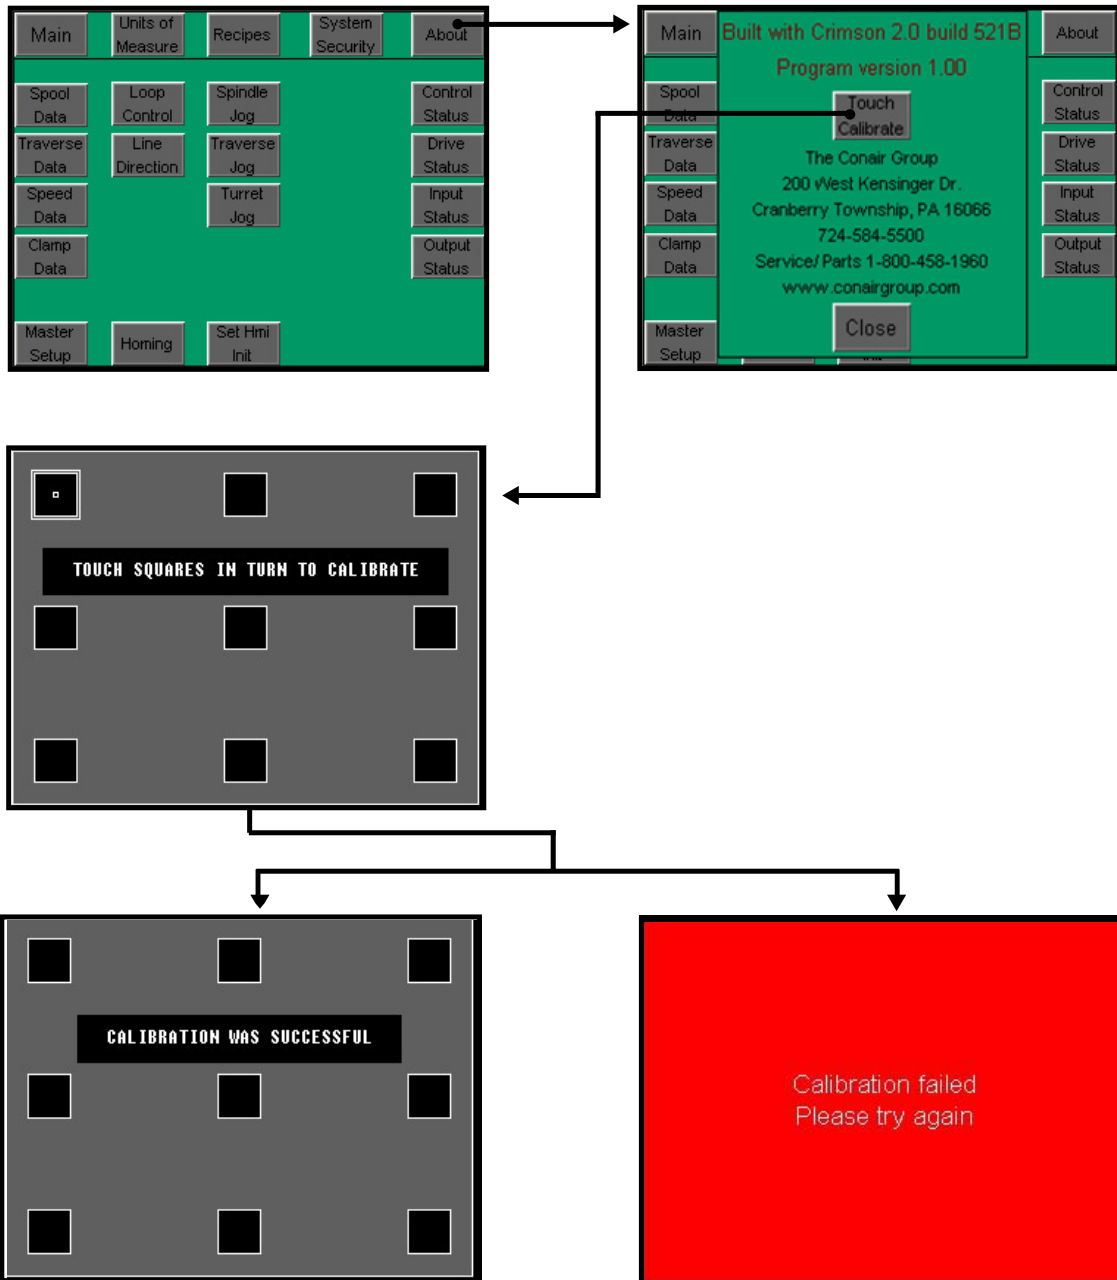 Main
Units of
Measure
Recipes
System
Security
About
Spool
Data
Loop
Control
Spindle
Jog
Control
Status
Traverse
Data
Line
Direction
Traverse
Jog
Drive
Status
Speed
Data
Turret
Jog
Input
Status
Clamp
Data
Output
Status
Master
Setup
Homing
Set Hmi
Init
Main
Built with Crimson 2.0 build 521B
About
Program version 1.00
Spool
Data
Touch
Calibrate
Control
Status
Traverse
Data
The Conair Group
Drive
Status
Speed
Data
200 West Kensinger Dr.
Cranberry Township, PA 16066
Input
Status
724-584-5500
Clamp
Data
Service/ Parts 1-800-458-1960
Output
Status
www.conairgroup.com
Master
Setup
Close
Init
TOUCH SQUARES IN TURN TO CALIBRATE
CALIBRATION WAS SUCCESSFUL
Calibration failed
Please try again